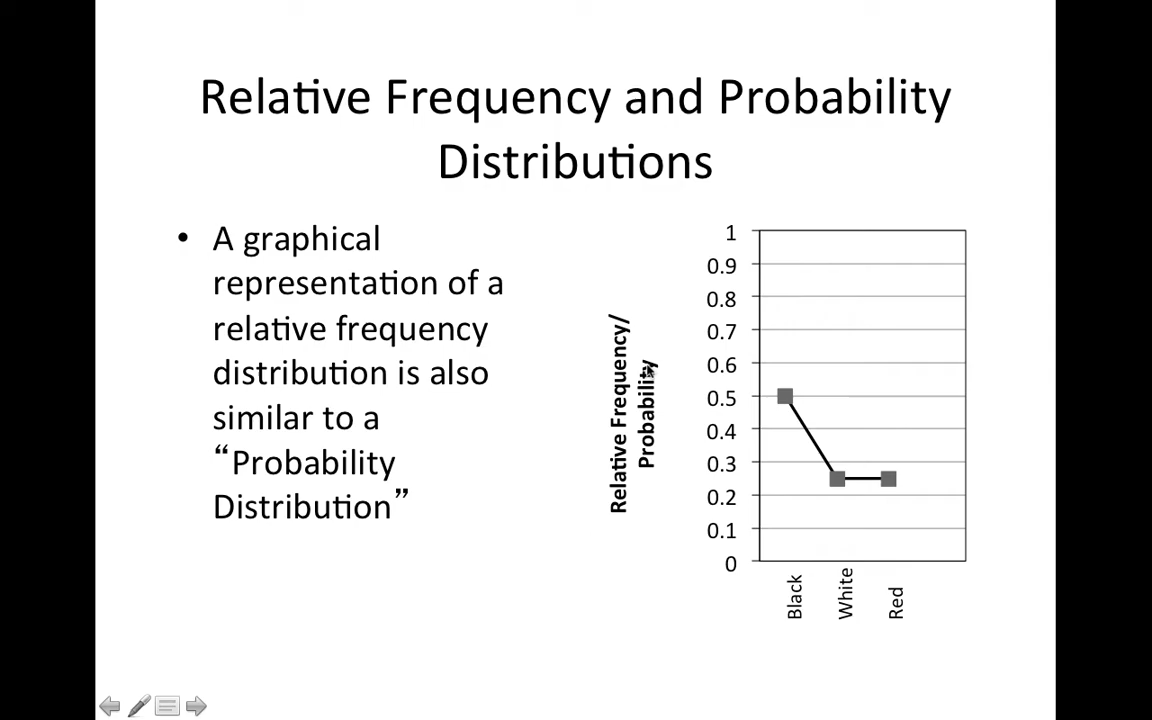 Relative Frequency and Probability
Distributions
• A graphical
representation of a
relative frequency
distribution is also
similar to a
“Probability
Distribution”
Relative Frequency/
Probability
1
0.9
0.8
0.7
0.6
0.5
0.4
0.3
0.2
0.1
0
Black
White
Red